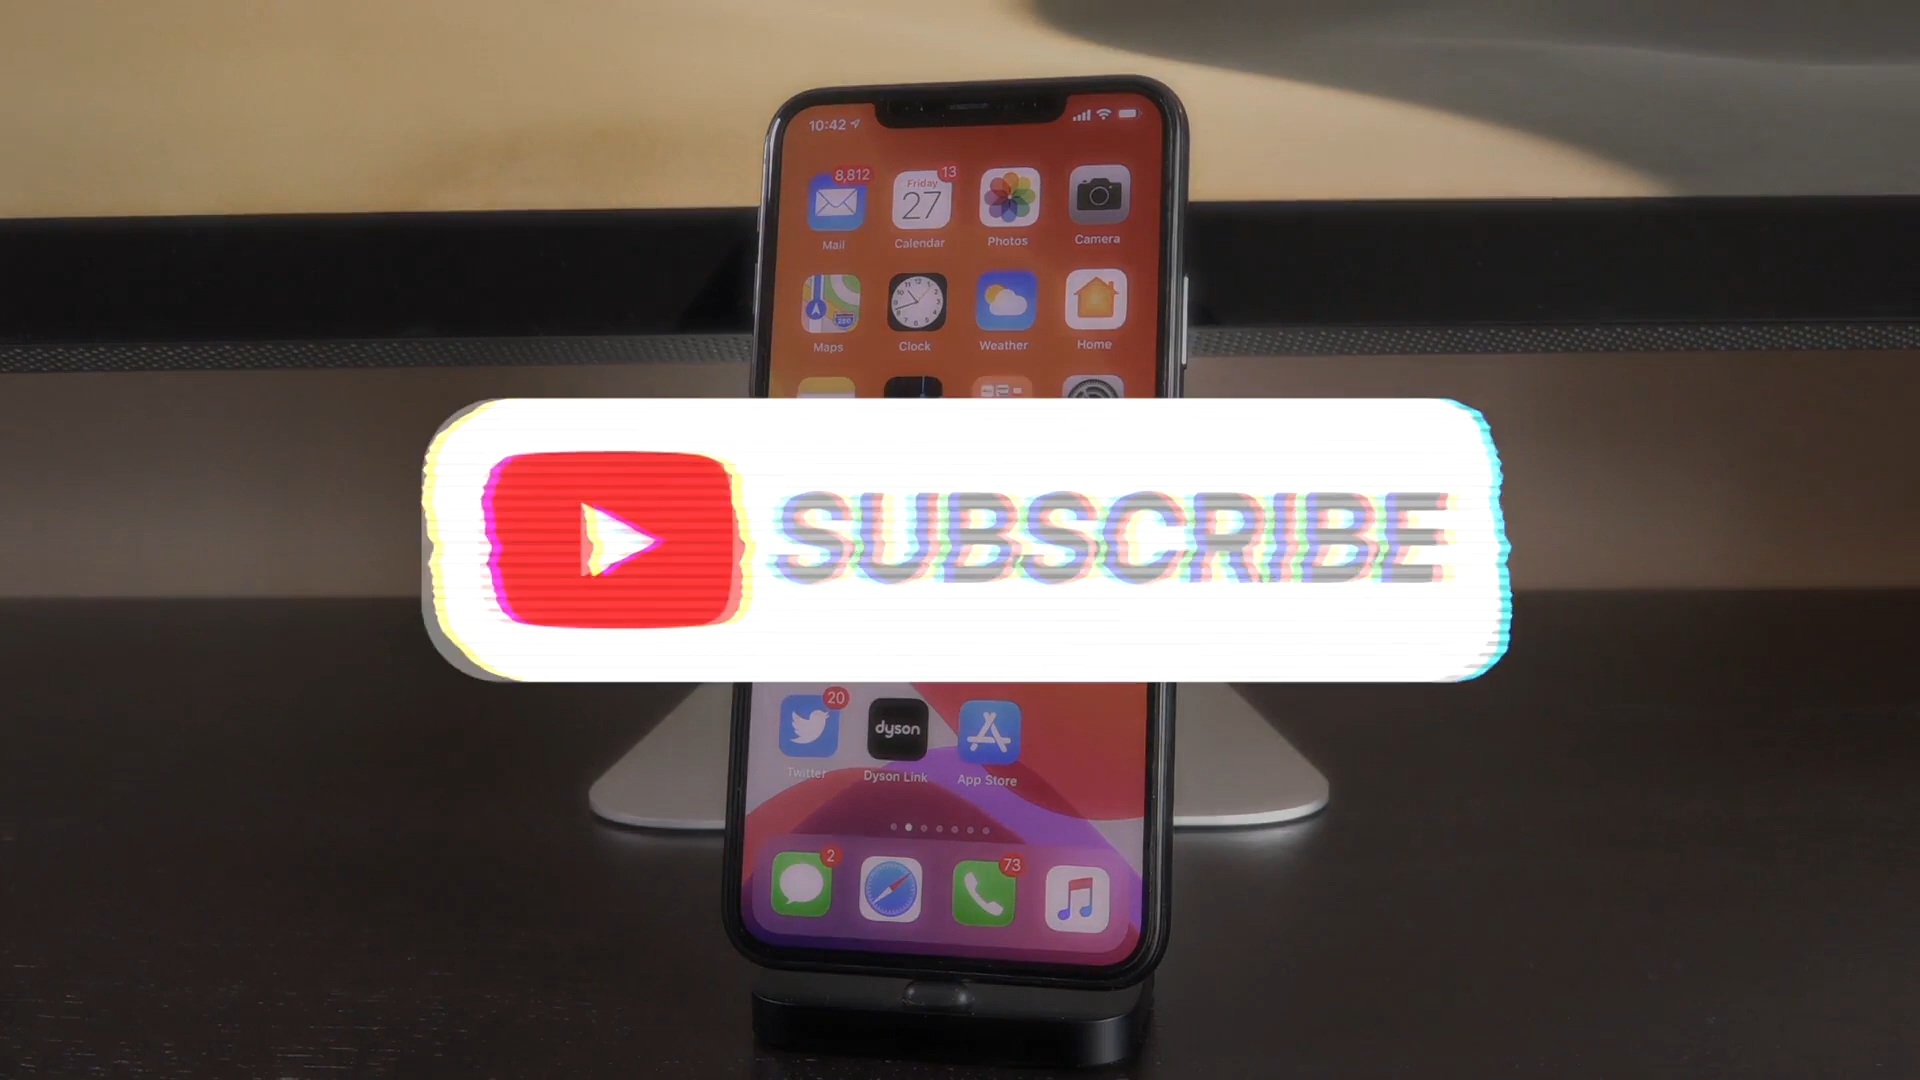 10:42
8,812
13
Friday
27
Mail
Calendar
Photos
Camera
280
Maps
Clock
Weather
Home
SUBSCRIBE
20
dyson
Twitter
Dyson Link
App Store
2
73